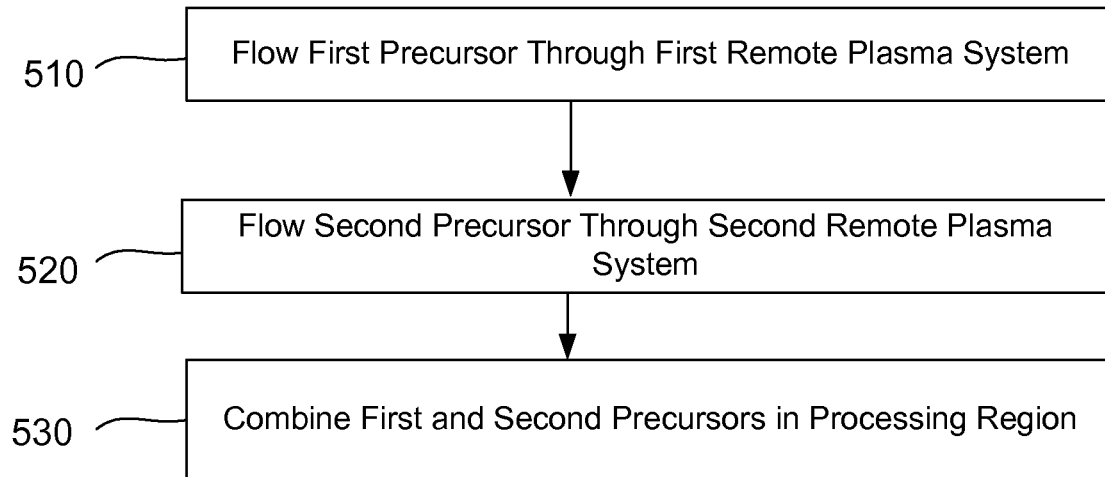 510
Flow First Precursor Through First Remote Plasma System
520
Flow Second Precursor Through Second Remote Plasma
System
530
Combine First and Second Precursors in Processing Region